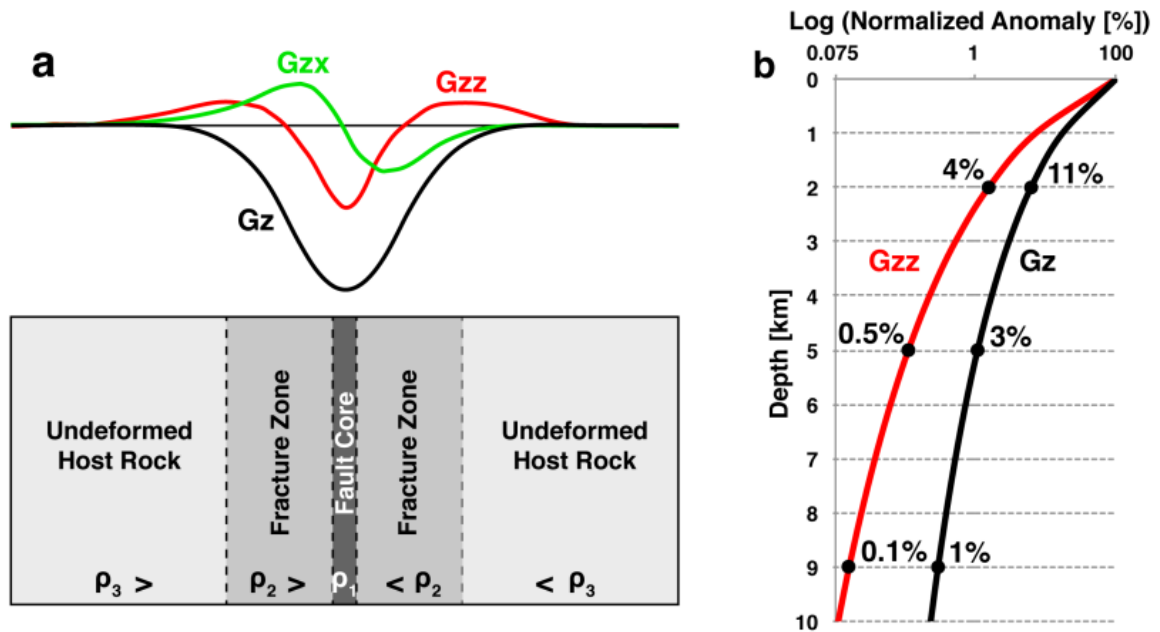 a
Gzx
Gzz
Gz
Undeformed
Host Rock
Fracture Zone
Fault Core
Fracture Zone
Undeformed
Host Rock
ρ3 > ρ2 > ρ1 < ρ2 < ρ3
b
Log (Normalized Anomaly [%])
0.075 1 100
Depth [km]
0
1
4% 11%
2
3
Gzz Gz
4
0.5% 3%
5
6
7
8
0.1% 1%
9
10